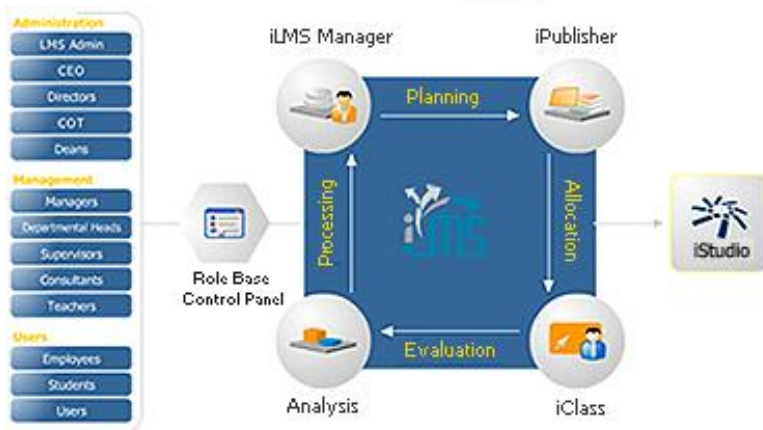 Administration
LMS Admin
CEO
Directors
COT
Deans
Management
Managers
Departmental Heads
Supervisors
Consultants
Teachers
Users
Employees
Students
Users
Role Base
Control Panel
iLMS Manager
iPublisher
Planning
Processing
iLMS
Allocation
Evaluation
Analysis
iClass
iStudio